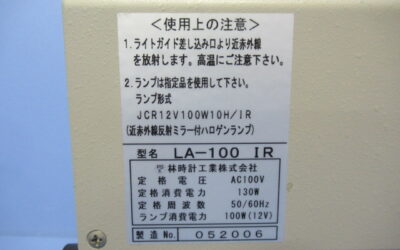 ＜使用上の注意＞
1.ライトガイド差し込み口より近赤外線
を放射します。高温にご注意下さい。
2.ランプは指定品を使用して下さい。
ランプ形式
JCR12V100W10H/IR
(近赤外線反射ミラー付ハロゲンランプ)
型名 LA-100 IR
林時計工業株式会社
定格電圧 AC100V
定格消費電力 130W
定格周波数 50/60Hz
ランプ消費電力 100W(12V)
製造No. 052006